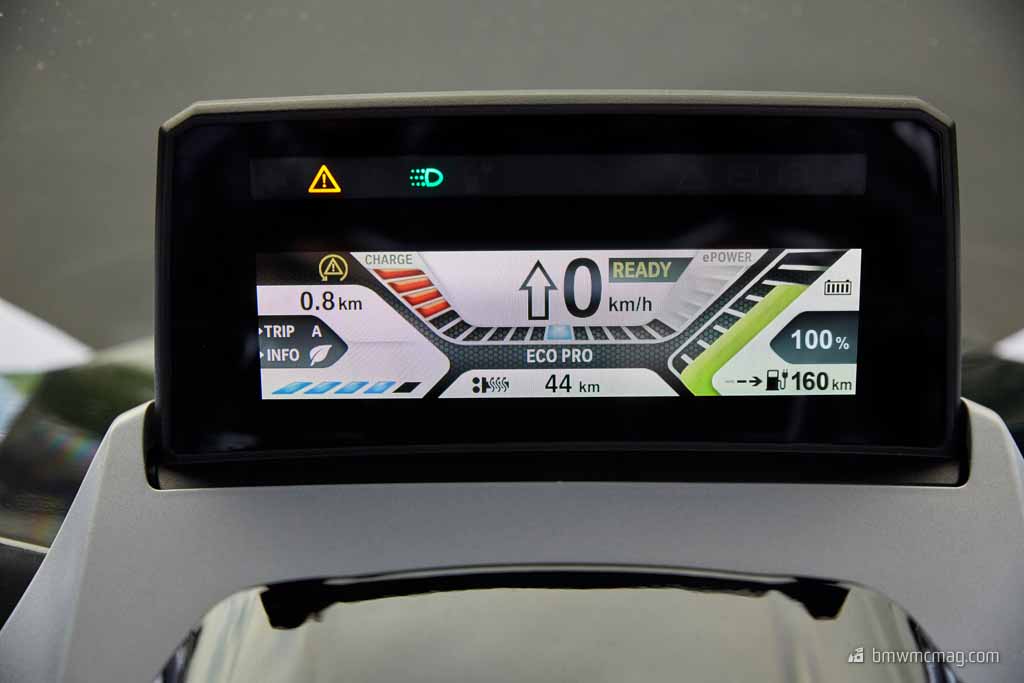 CHARGE
ePOWER
0
READY
km/h
0.8 km
TRIP A
INFO
ECO PRO
44 km
100 %
160 km
bmwmcmag.com